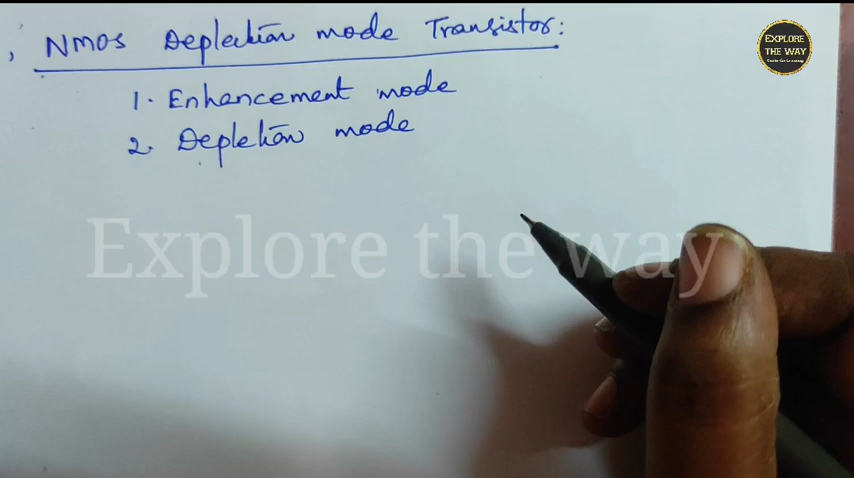 , NMOS Depletion mode Transistor:
1. Enhancement mode
2. Depletion mode
EXPLORE
THE WAY
Explore the way